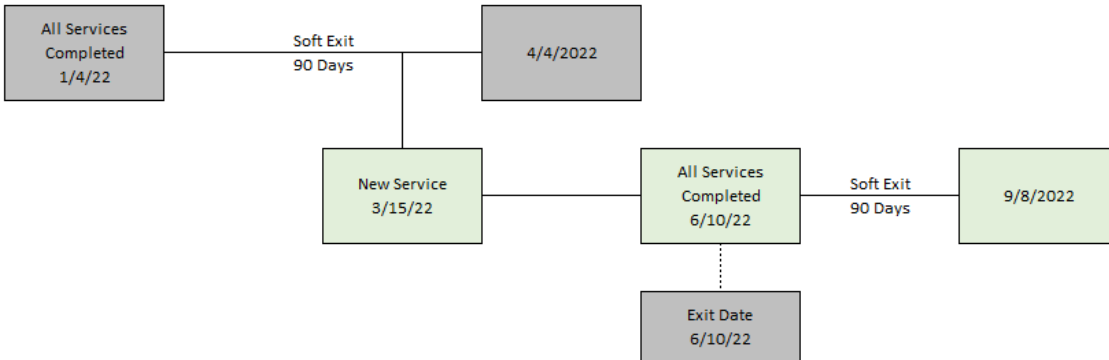 All Services
Completed
1/4/22
Soft Exit
90 Days
4/4/2022
New Service
3/15/22
All Services
Completed
6/10/22
Soft Exit
90 Days
9/8/2022
Exit Date
6/10/22